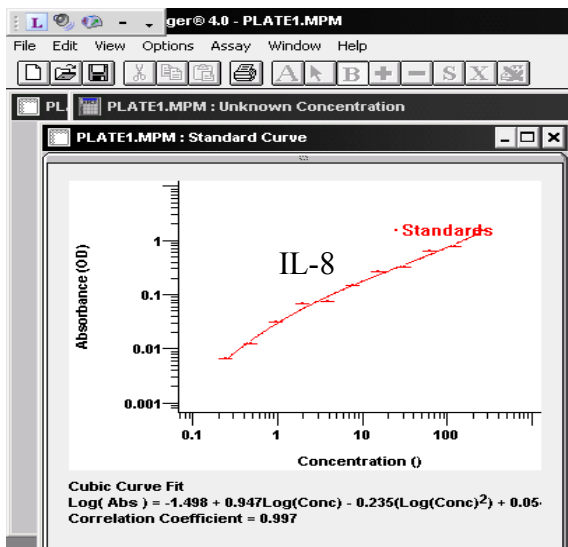 L ger® 4.0 - PLATE1.MPM
File Edit View Options Assay Window Help
A B S X
PL PLATE1.MPM : Unknown Concentration
PLATE1.MPM : Standard Curve
Standards
IL-8
Absorbance (OD)
1
0.1
0.01
0.001
0.1 1 10 100
Concentration ()
Cubic Curve Fit
Log( Abs ) = -1.498 + 0.947Log(Conc) - 0.235(Log(Conc)²) + 0.05
Correlation Coefficient = 0.997